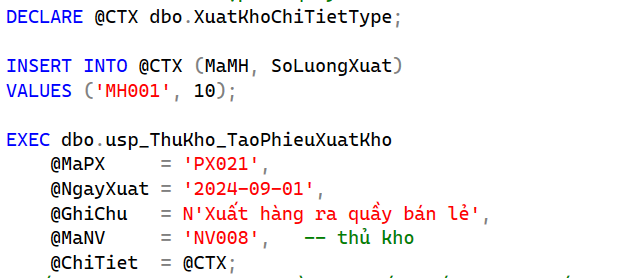 DECLARE @CTX dbo.XuatKhoChiTietType;
INSERT INTO @CTX (MaMH, SoLuongXuat)
VALUES ('MH001', 10);
EXEC dbo.usp_ThuKho_TaoPhieuXuatKho
@MaPX = 'PX021',
@NgayXuat = '2024-09-01',
@GhiChu = N'Xuất hàng ra quầy bán lẻ',
@MaNV = 'NV008', -- thủ kho
@ChiTiet = @CTX;